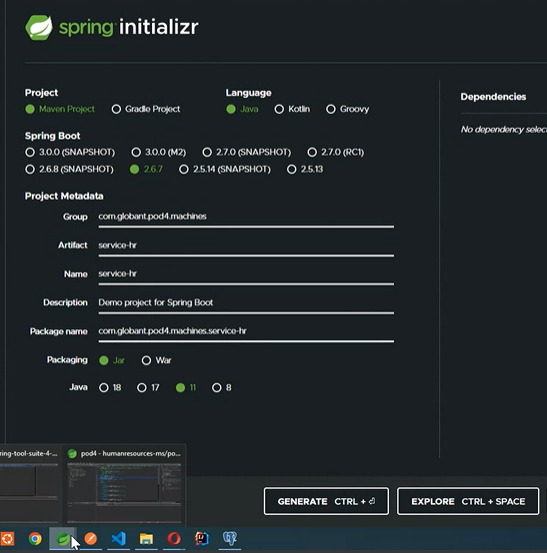 spring initializr
Project
Language
Dependencies
Maven Project Gradle Project
Java Kotlin Groovy
No dependency selec
Spring Boot
3.0.0 (SNAPSHOT) 3.0.0 (M2) 2.7.0 (SNAPSHOT) 2.7.0 (RC1)
2.6.8 (SNAPSHOT) 2.6.7 2.5.14 (SNAPSHOT) 2.5.13
Project Metadata
Group com.globant.pod4.machines
Artifact service-hr
Name service-hr
Description Demo project for Spring Boot
Package name com.globant.pod4.machines.service-hr
Packaging Jar War
Java 18 17 11 8
ring-tool-suite-4-... pod4 - humanresources-ms/po...
GENERATE CTRL + ⏎ EXPLORE CTRL + SPACE